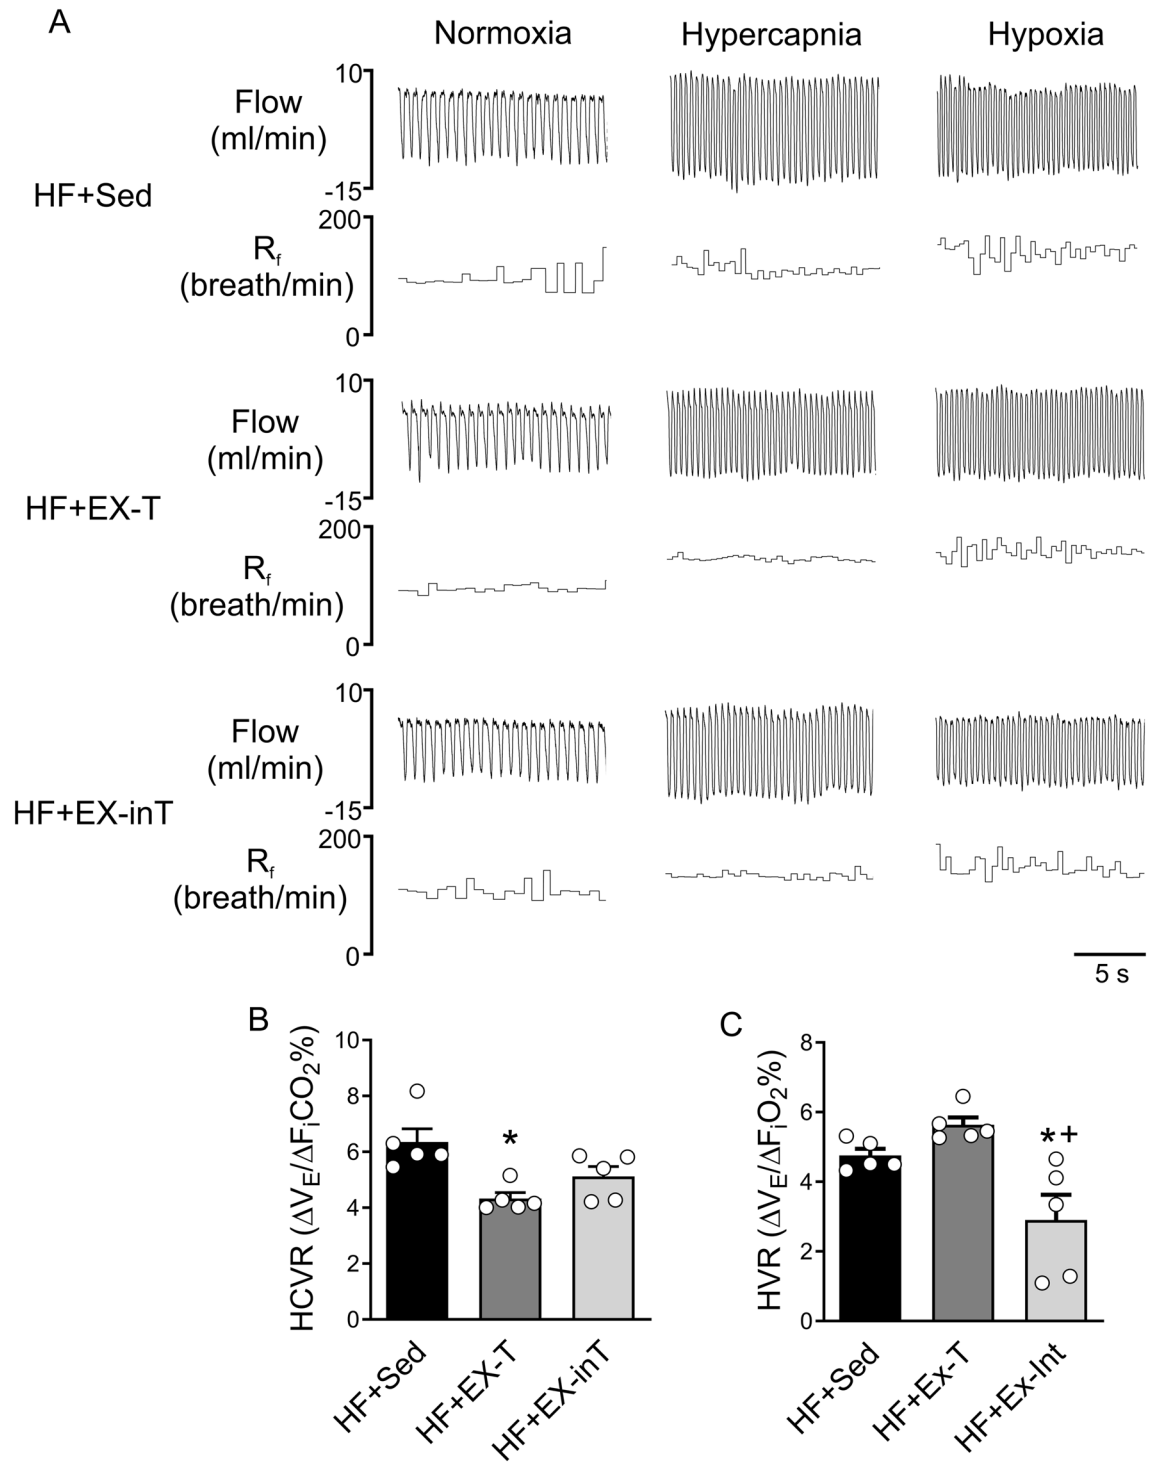 A
Normoxia Hypercapnia Hypoxia
HF+Sed
Flow
(ml/min)
10
-15
Rf
(breath/min)
200
0
HF+EX-T
Flow
(ml/min)
10
-15
Rf
(breath/min)
200
0
HF+EX-inT
Flow
(ml/min)
10
-15
Rf
(breath/min)
200
0
5 s
B
HCVR (ΔVE/ΔFiCO2%)
10
8
6
4
2
0
*
HF+Sed
HF+EX-T
HF+EX-inT
C
HVR (ΔVE/ΔFiO2%)
8
6
4
2
0
*+
HF+Sed
HF+Ex-T
HF+Ex-Int